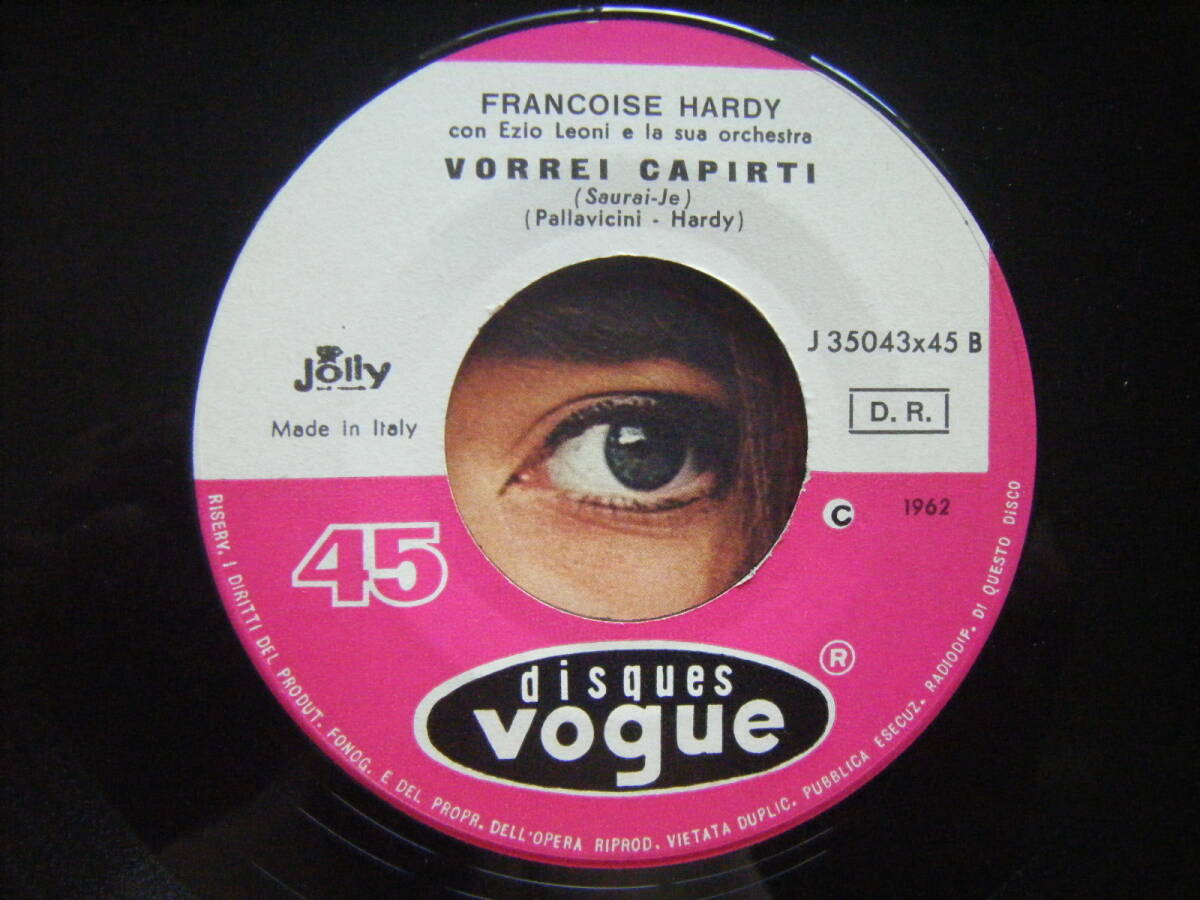 FRANCOISE HARDY
con Ezio Leoni e la sua orchestra
VORREI CAPIRTI
(Saurai-Je)
(Pallavicini - Hardy)
J 35043x45 B
Jolly
D. R.
Made in Italy
C 1962
45
disques
vogue
R
RISERV. I DIRITTI DEL PRODUT. FONOG. E DEL PROPR. DELL'OPERA RIPROD. VIETATA DUPLIC. PUBBLICA ESECUZ. RADIODIF. DI QUESTO DISCO